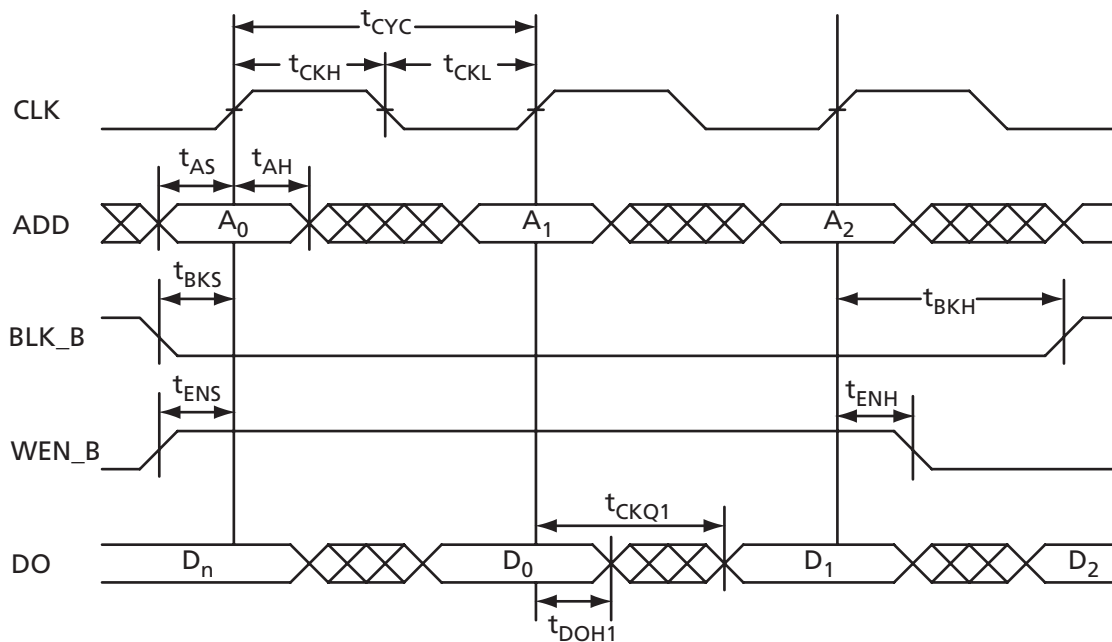 tCYC
tCKH tCKL
CLK
tAS tAH
ADD A0 A1 A2
tBKS tBKH
BLK_B
tENS tENH
WEN_B
tCKQ1
DO Dn D0 D1 D2
tDOH1